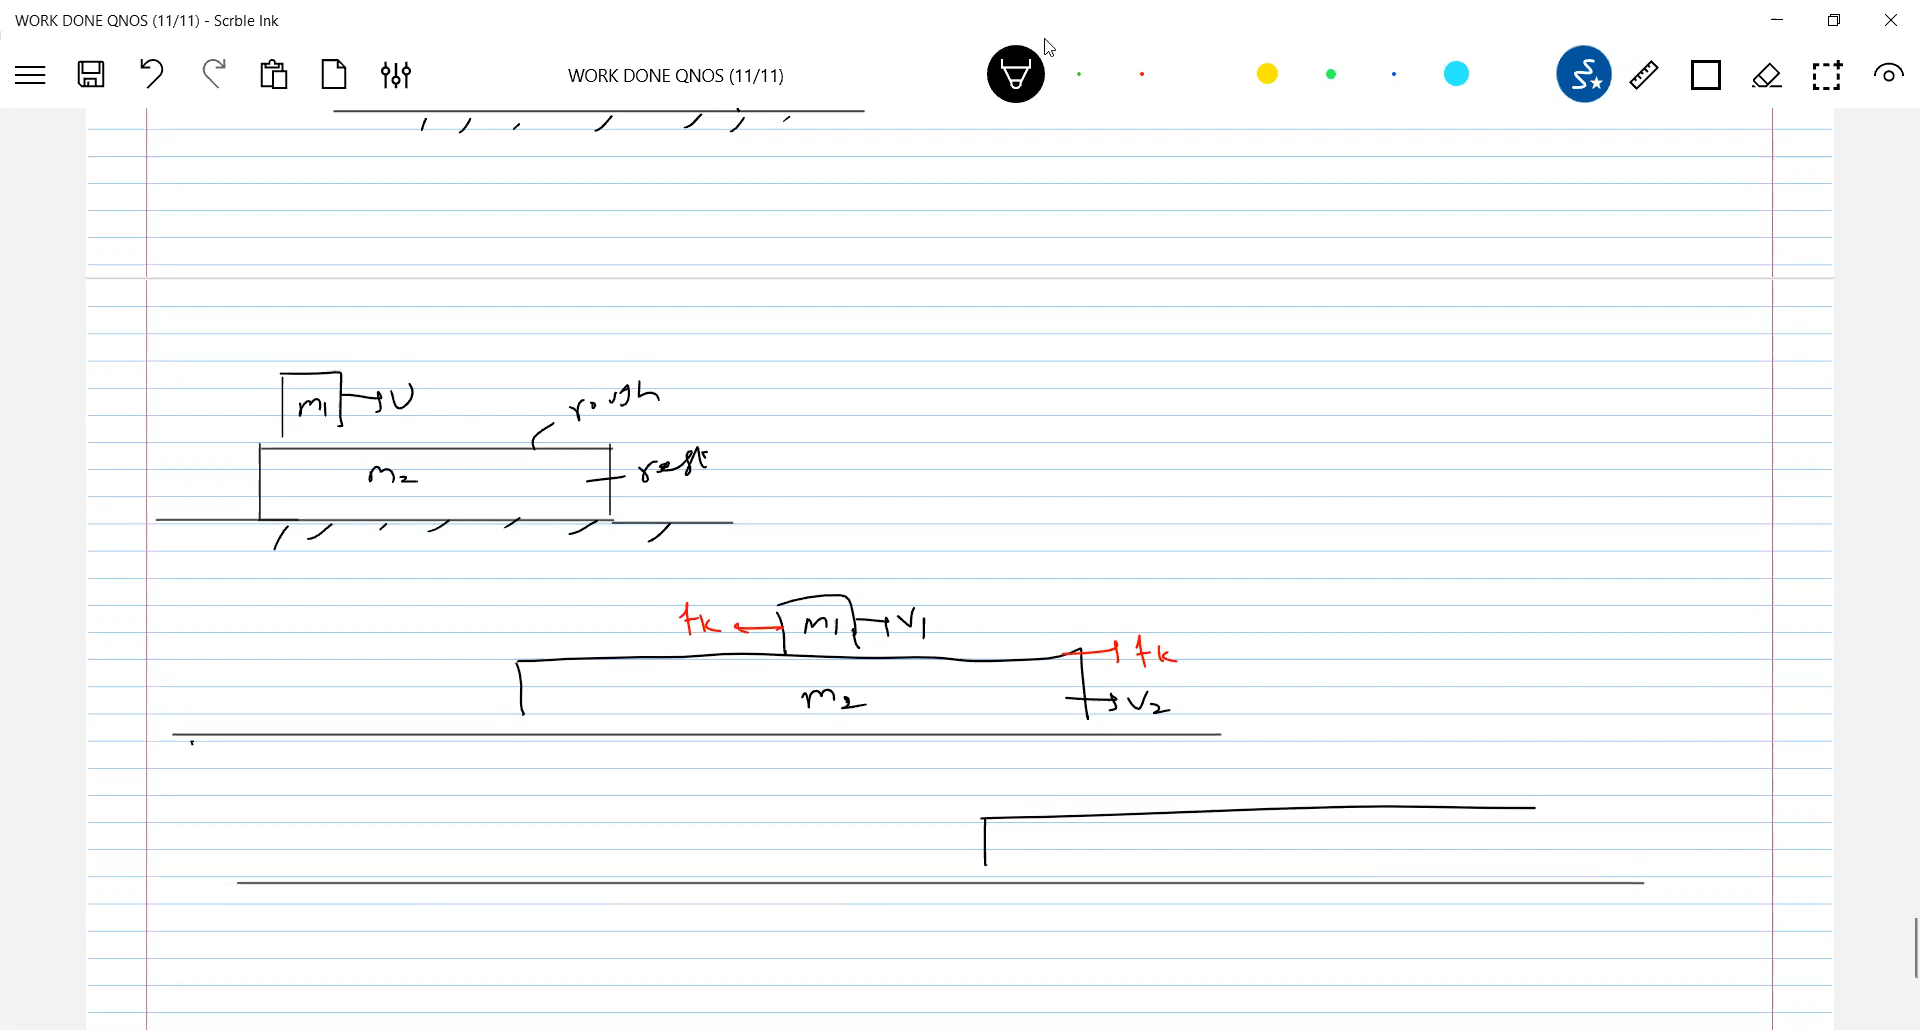 WORK DONE QNOS (11/11) - Scrble Ink
WORK DONE QNOS (11/11)
m1 → v
rough
m2
rest
fk
m1 → v1
fk
m2
v2